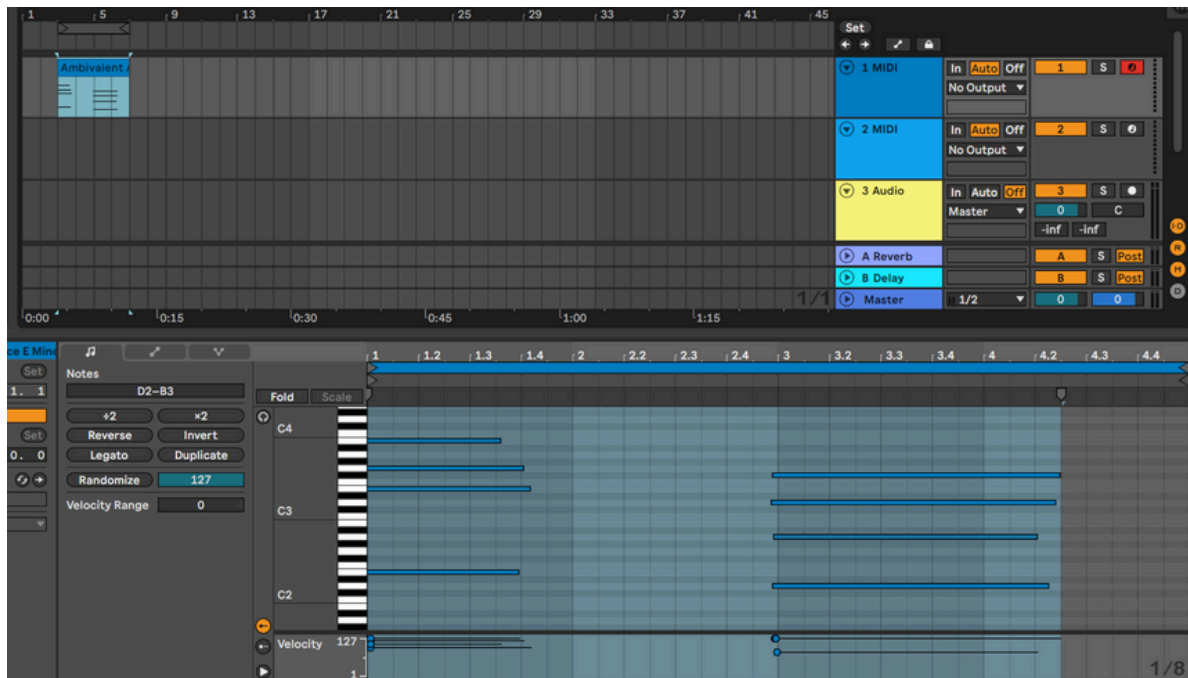 1 5 9 13 17 21 25 29 33 37 41 45
Set
Ambivalent A
1 MIDI In Auto Off 1 S
No Output
2 MIDI In Auto Off 2 S
No Output
3 Audio In Auto Off 3 S
Master 0 C
-inf -inf
A Reverb A S Post
B Delay B S Post
1/1 Master 1/2 0 0
0:00 0:15 0:30 0:45 1:00 1:15
I·O
R
M
D
ce E Mino
Set
1. 1
Set
0. 0
Notes
D2–B3
+2 ×2
Reverse Invert
Legato Duplicate
Randomize 127
Velocity Range 0
1 1.2 1.3 1.4 2 2.2 2.3 2.4 3 3.2 3.3 3.4 4 4.2 4.3 4.4
Fold Scale
C4
C3
C2
Velocity 127
1
1/8